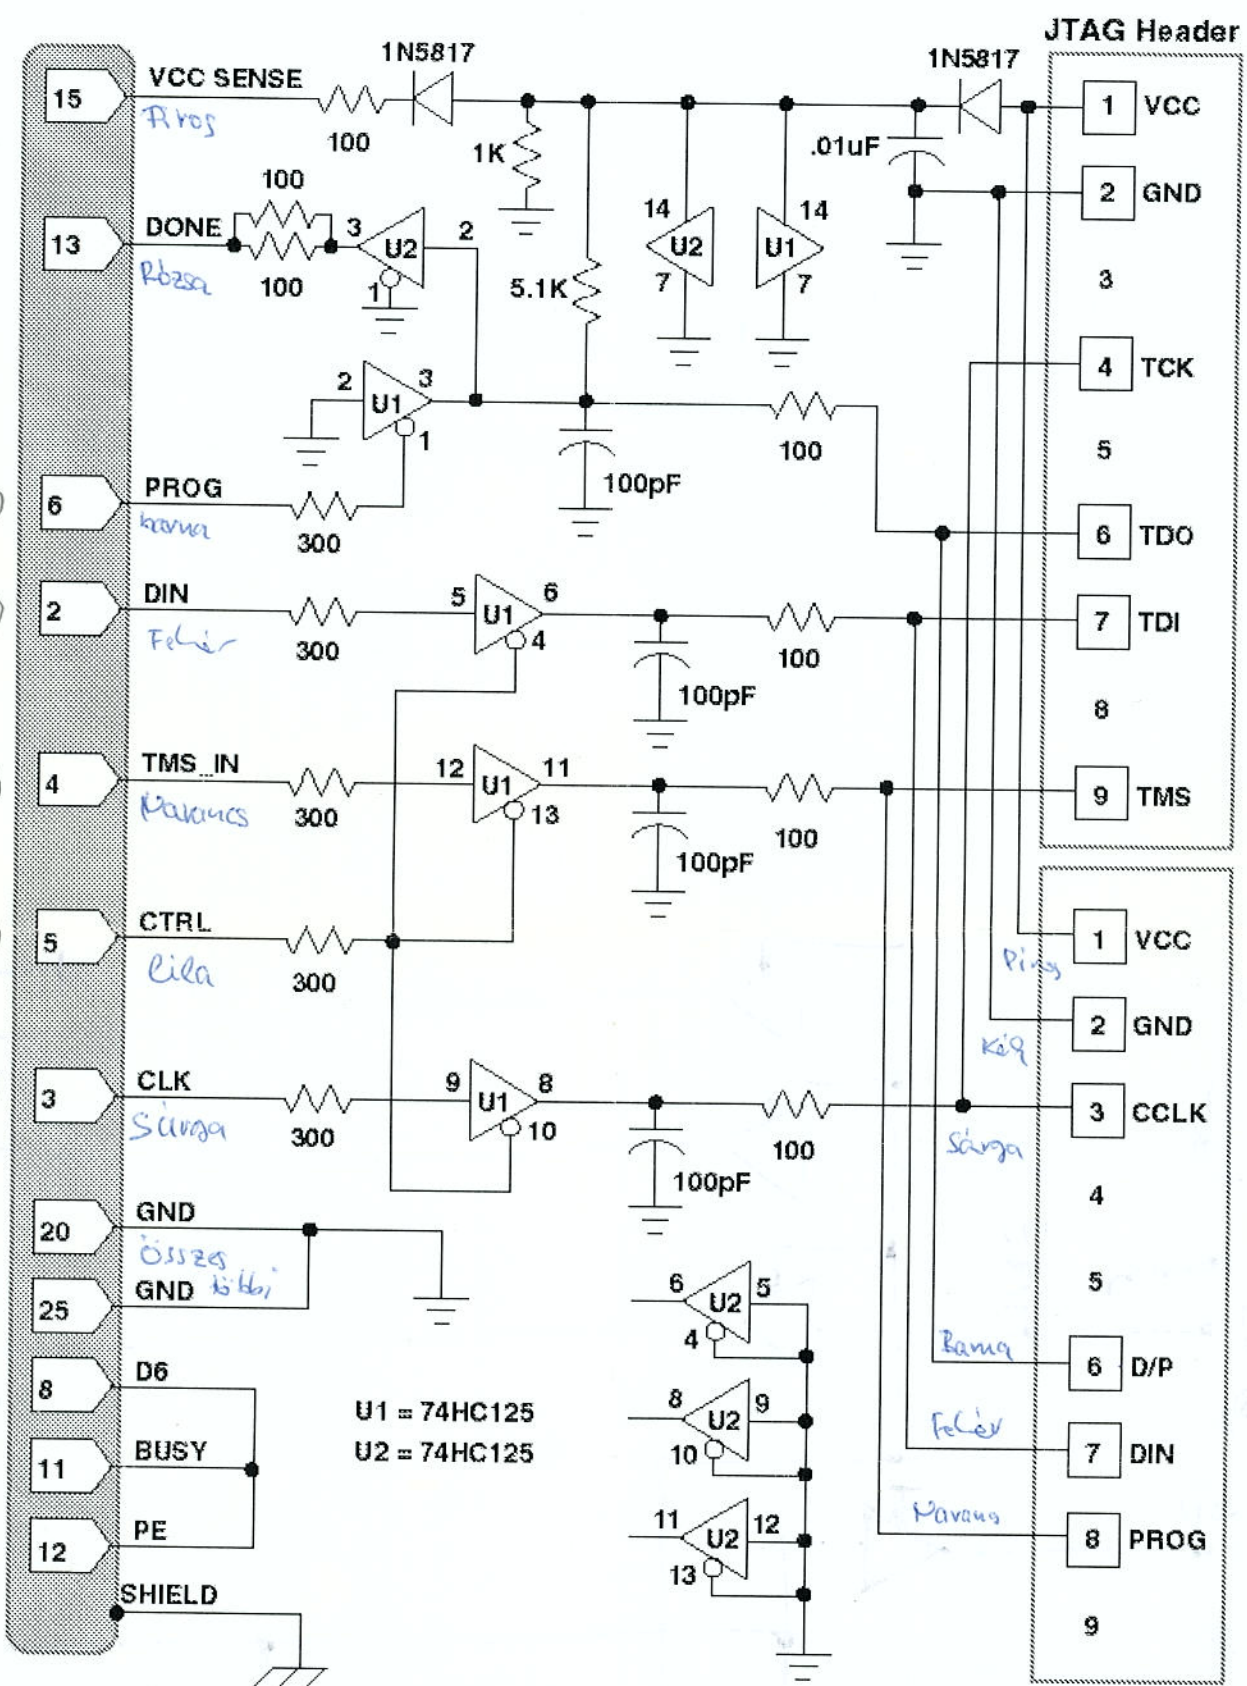 JTAG Header
15 VCC SENSE
Piros
100
1N5817
1K
.01uF
1N5817
1 VCC
2 GND
3
4 TCK
5
6 TDO
7 TDI
8
9 TMS
13 DONE
Rózsa
100
100
3 U2 2
1
5.1K
14 U2 7
14 U1 7
2 U1 3
1
100pF
100
6 PROG
barna
300
2 DIN
Fehér
300
5 U1 6
4
100pF
100
4 TMS_IN
Narancs
300
12 U1 11
13
100pF
100
5 CTRL
Lila
300
3 CLK
Sárga
300
9 U1 8
10
100pF
100
20 GND
Összes
többi
25 GND
8 D6
11 BUSY
12 PE
SHIELD
U1 = 74HC125
U2 = 74HC125
6 U2 5
4
8 U2 9
10
11 U2 12
13
1 VCC
Piros
2 GND
Kék
3 CCLK
Sárga
4
5
6 D/P
Barna
7 DIN
Fehér
8 PROG
9